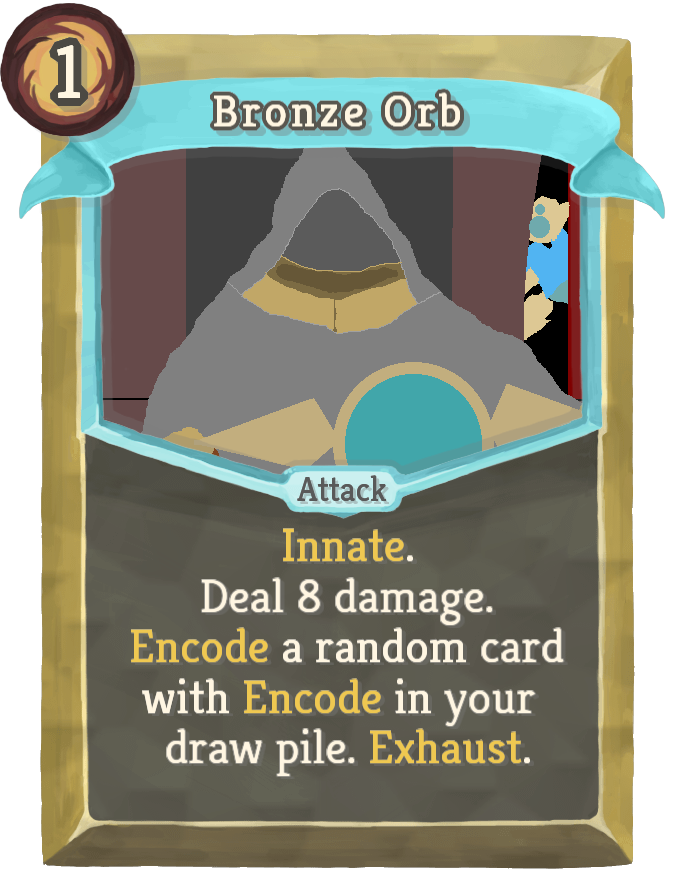 1
Bronze Orb
Attack
Innate.
Deal 8 damage.
Encode a random card
with Encode in your
draw pile. Exhaust.